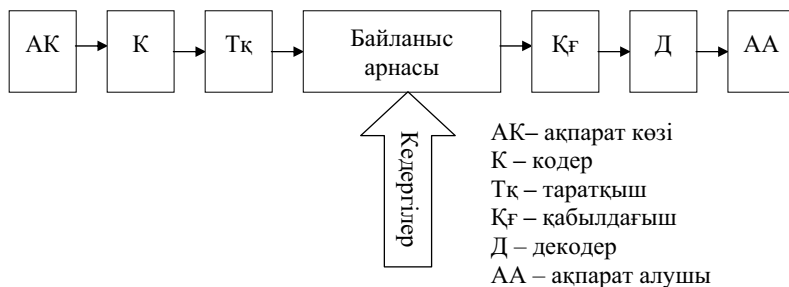 АК К Тқ Байланыс арнасы Қғ Д АА
Кедергілер
АК– ақпарат көзі
К – кодер
Тқ – таратқыш
Қғ – қабылдағыш
Д – декодер
АА – ақпарат алушы